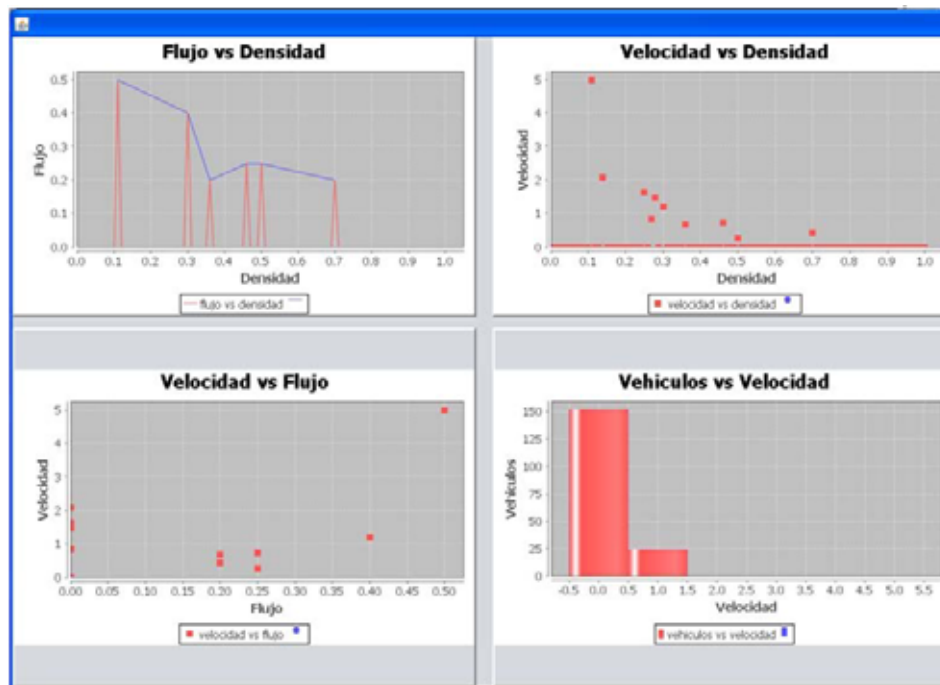 Flujo vs Densidad
0.5
0.4
0.3
0.2
0.1
0.0
Flujo
0.0 0.1 0.2 0.3 0.4 0.5 0.6 0.7 0.8 0.9 1.0
Densidad
flujo vs densidad
Velocidad vs Densidad
5
4
3
2
1
0
Velocidad
0.0 0.1 0.2 0.3 0.4 0.5 0.6 0.7 0.8 0.9 1.0
Densidad
velocidad vs densidad
Velocidad vs Flujo
5
4
3
2
1
0
Velocidad
0.00 0.05 0.10 0.15 0.20 0.25 0.30 0.35 0.40 0.45 0.50
Flujo
velocidad vs flujo
Vehiculos vs Velocidad
150
125
100
75
50
25
0
Vehiculos
-0.5 0.0 0.5 1.0 1.5 2.0 2.5 3.0 3.5 4.0 4.5 5.0 5.5
Velocidad
vehiculos vs velocidad